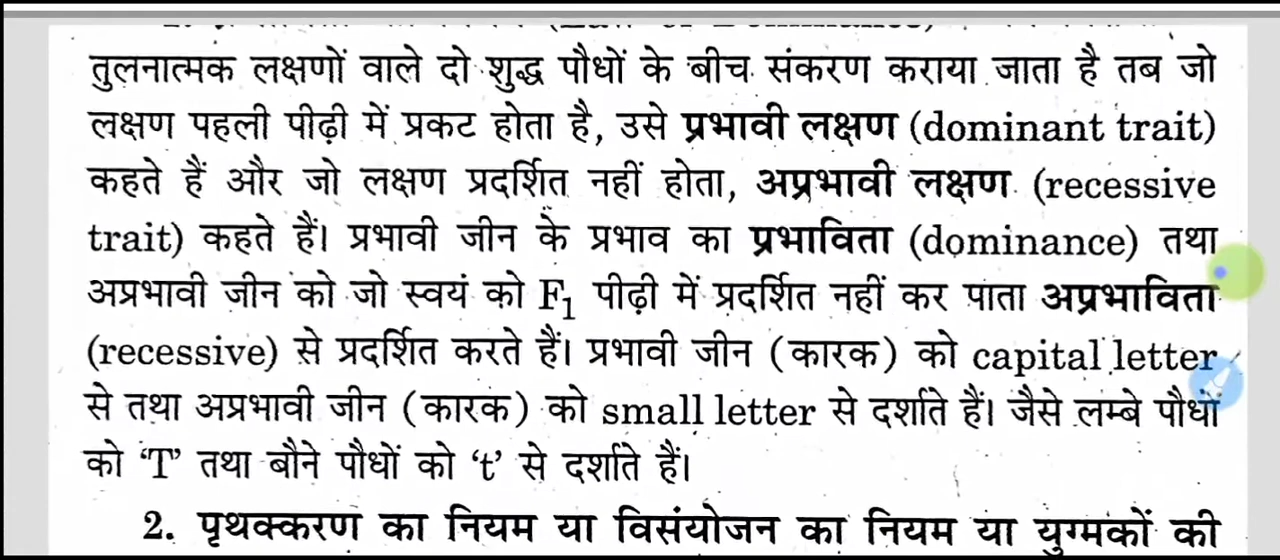 तुलनात्मक लक्षणों वाले दो शुद्ध पौधों के बीच संकरण कराया जाता है तब जो
लक्षण पहली पीढ़ी में प्रकट होता है, उसे प्रभावी लक्षण (dominant trait)
कहते हैं और जो लक्षण प्रदर्शित नहीं होता, अप्रभावी लक्षण (recessive
trait) कहते हैं। प्रभावी जीन के प्रभाव का प्रभाविता (dominance) तथा
अप्रभावी जीन को जो स्वयं को F₁ पीढ़ी में प्रदर्शित नहीं कर पाता अप्रभाविता
(recessive) से प्रदर्शित करते हैं। प्रभावी जीन (कारक) को capital letter
से तथा अप्रभावी जीन (कारक) को small letter से दर्शाते हैं। जैसे लम्बे पौधों
को ‘T’ तथा बौने पौधों को ‘t’ से दर्शाते हैं।
2. पृथक्करण का नियम या विसंयोजन का नियम या युग्मकों की